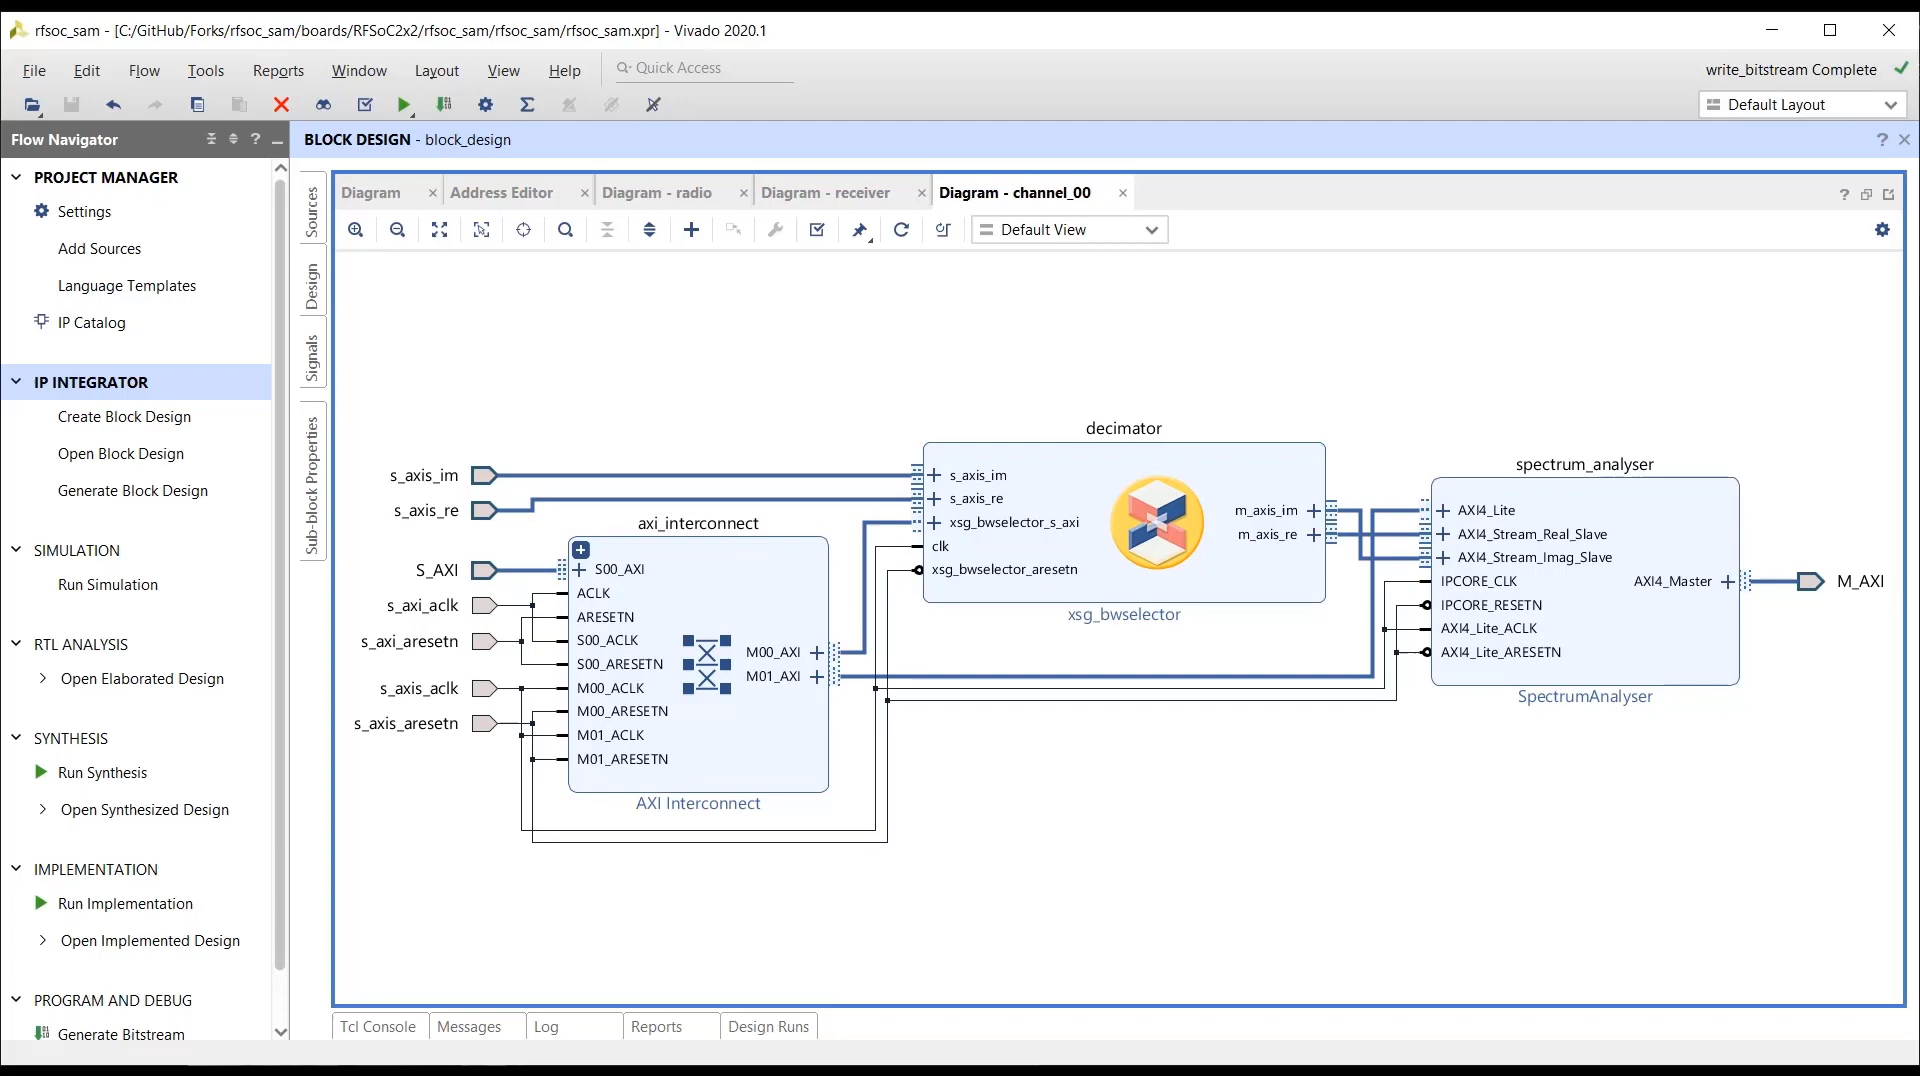 rfsoc_sam - [C:/GitHub/Forks/rfsoc_sam/boards/RFSoC2x2/rfsoc_sam/rfsoc_sam/rfsoc_sam.xpr] - Vivado 2020.1
File Edit Flow Tools Reports Window Layout View Help Quick Access
write_bitstream Complete
Default Layout
Flow Navigator
BLOCK DESIGN - block_design
PROJECT MANAGER
Settings
Add Sources
Language Templates
IP Catalog
IP INTEGRATOR
Create Block Design
Open Block Design
Generate Block Design
SIMULATION
Run Simulation
RTL ANALYSIS
Open Elaborated Design
SYNTHESIS
Run Synthesis
Open Synthesized Design
IMPLEMENTATION
Run Implementation
Open Implemented Design
PROGRAM AND DEBUG
Generate Bitstream
Sources
Design
Signals
Sub-block Properties
Diagram Address Editor Diagram - radio Diagram - receiver Diagram - channel_00
Default View
s_axis_im
s_axis_re
S_AXI
s_axi_aclk
s_axi_aresetn
s_axis_aclk
s_axis_aresetn
axi_interconnect
S00_AXI
ACLK
ARESETN
S00_ACLK
S00_ARESETN
M00_ACLK
M00_ARESETN
M01_ACLK
M01_ARESETN
M00_AXI
M01_AXI
AXI Interconnect
decimator
s_axis_im
s_axis_re
xsg_bwselector_s_axi
clk
xsg_bwselector_aresetn
m_axis_im
m_axis_re
xsg_bwselector
spectrum_analyser
AXI4_Lite
AXI4_Stream_Real_Slave
AXI4_Stream_Imag_Slave
IPCORE_CLK
IPCORE_RESETN
AXI4_Lite_ACLK
AXI4_Lite_ARESETN
AXI4_Master
SpectrumAnalyser
M_AXI
Tcl Console Messages Log Reports Design Runs